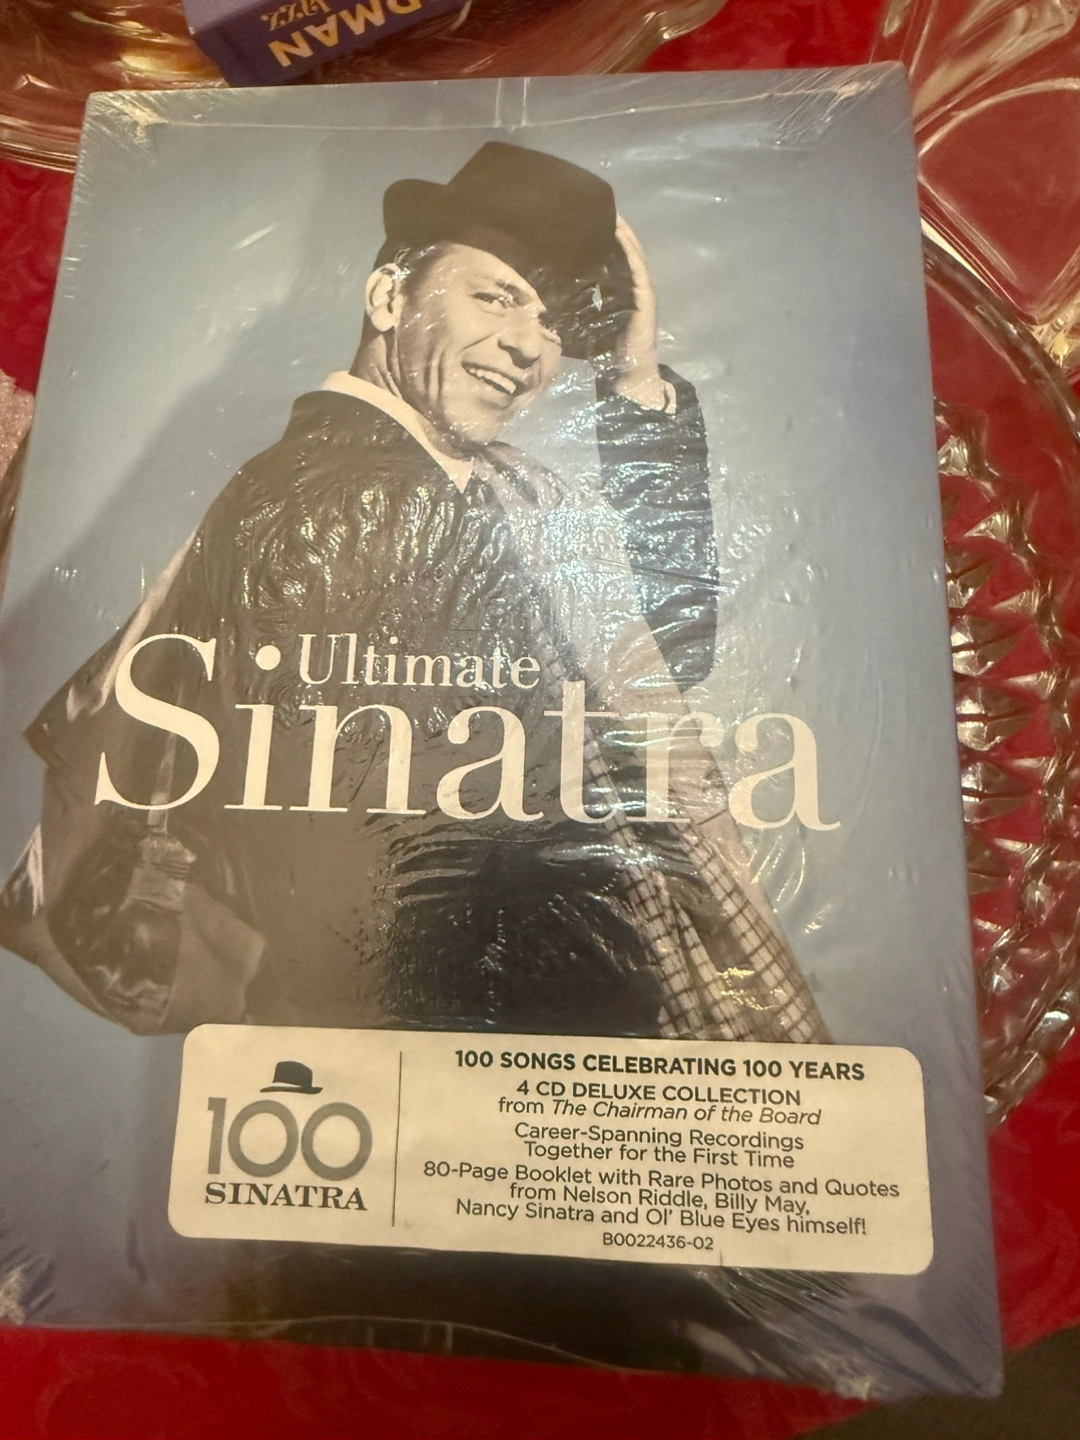 Ultimate
Sinatra
100
SINATRA
100 SONGS CELEBRATING 100 YEARS
4 CD DELUXE COLLECTION
from The Chairman of the Board
Career-Spanning Recordings
Together for the First Time
80-Page Booklet with Rare Photos and Quotes
from Nelson Riddle, Billy May,
Nancy Sinatra and Ol' Blue Eyes himself!
B0022436-02